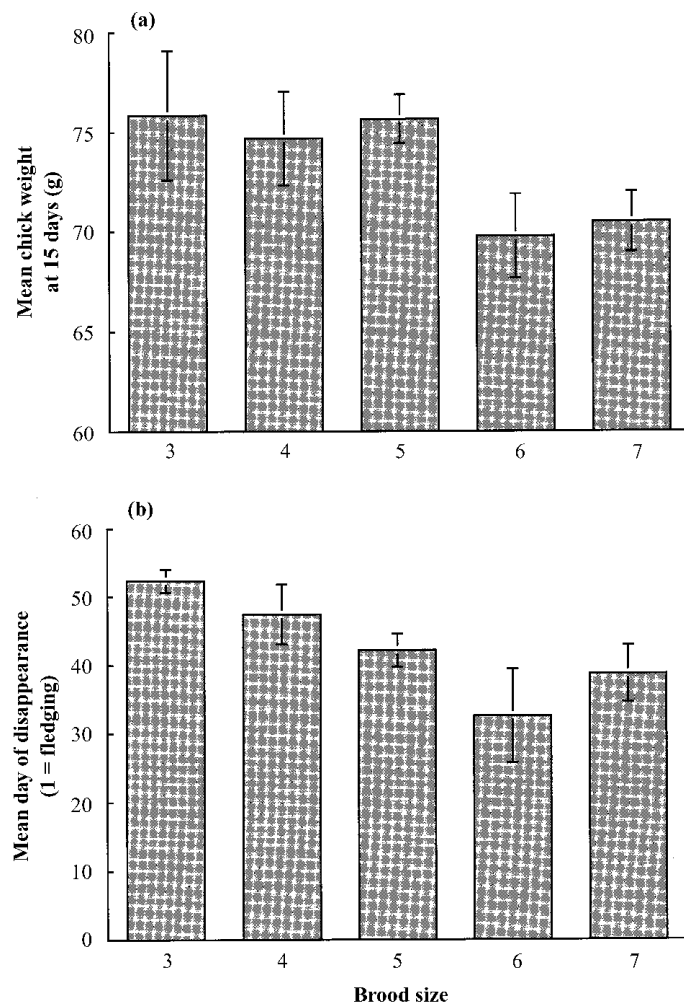 (a)
80
75
70
65
60
Mean chick weight
at 15 days (g)
3 4 5 6 7
(b)
60
50
40
30
20
10
0
Mean day of disappearance
(1 = fledging)
3 4 5 6 7
Brood size